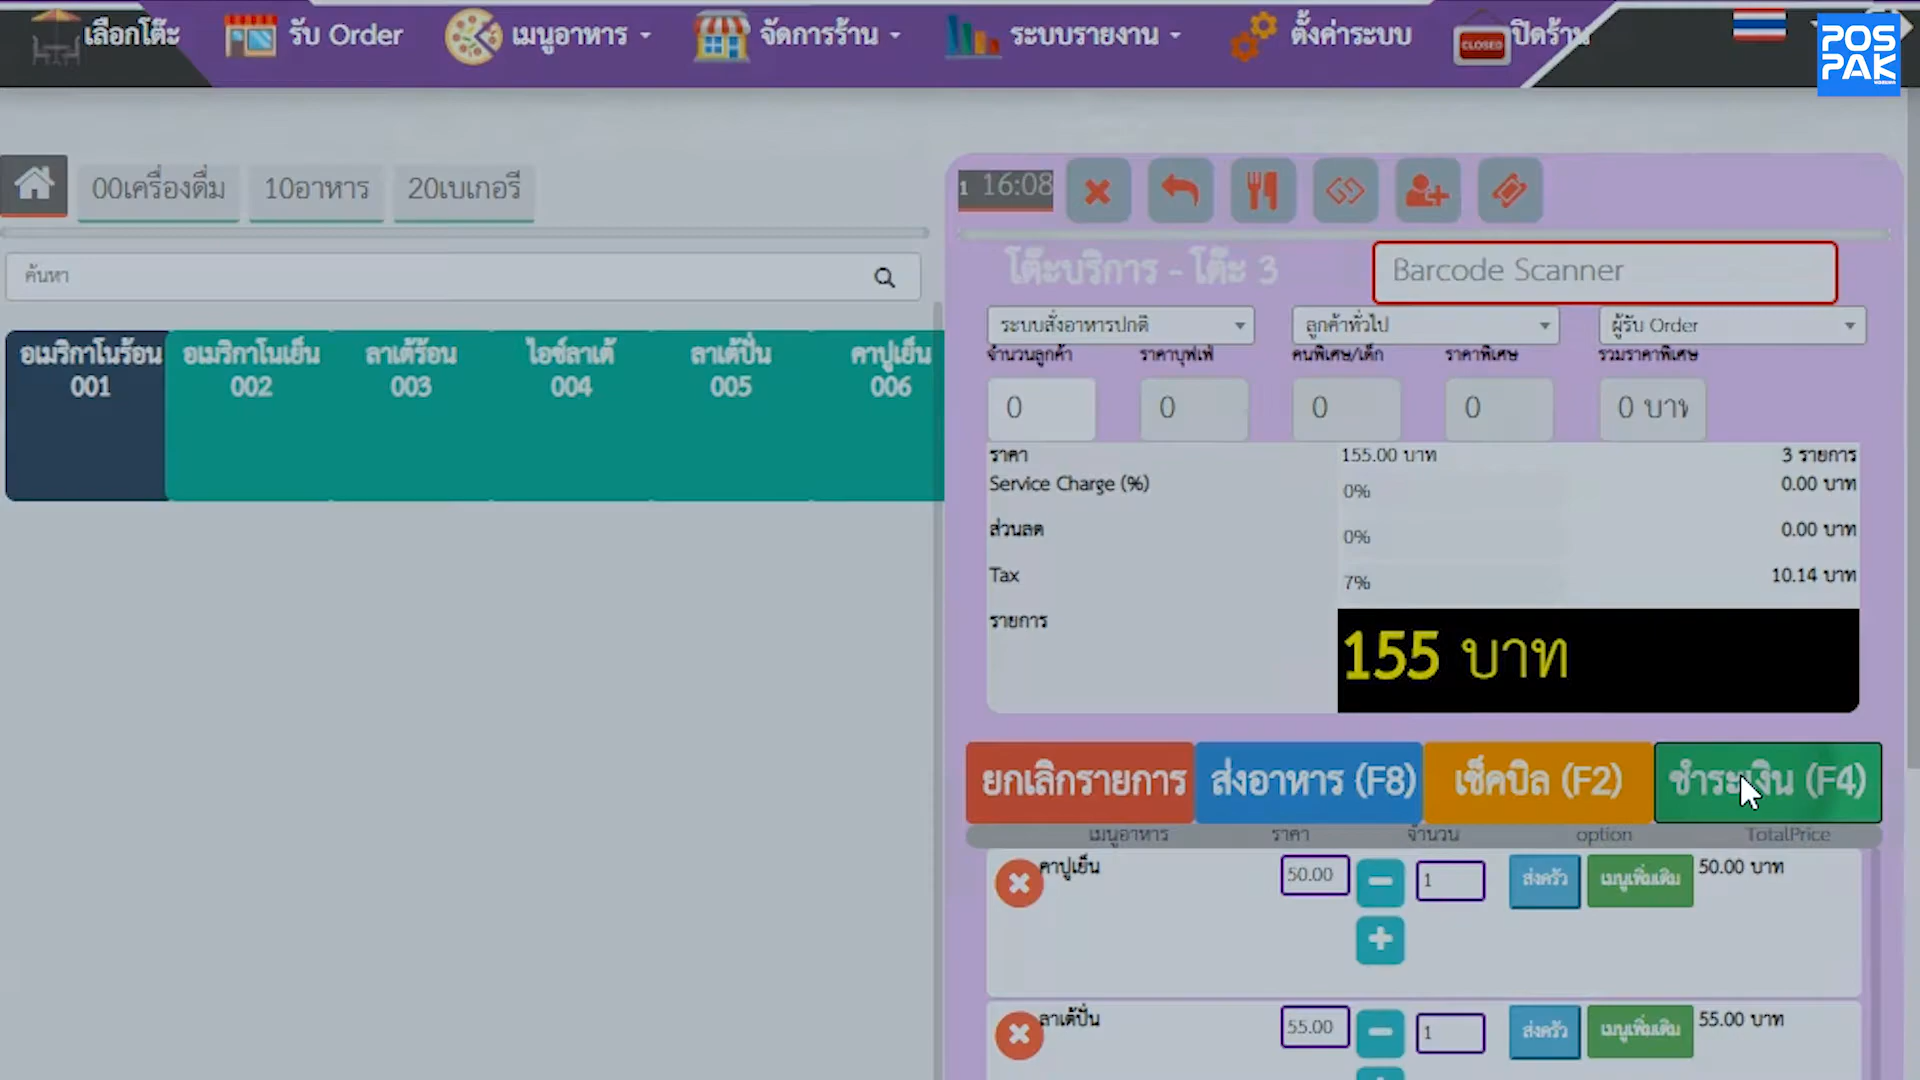 เลือกโต๊ะ
รับ Order
เมนูอาหาร
จัดการร้าน
ระบบรายงาน
ตั้งค่าระบบ
CLOSED
ปิดร้าน
POS
PAK
00เครื่องดื่ม
10อาหาร
20เบเกอรี
1 16:08
ค้นหา
โต๊ะบริการ - โต๊ะ 3
Barcode Scanner
ระบบสั่งอาหารปกติ
ลูกค้าทั่วไป
ผู้รับ Order
จำนวนลูกค้า
ราคาบุฟเฟ่
คนพิเศษ/เด็ก
ราคาพิเศษ
รวมราคาพิเศษ
0
0
0
0
0 บาท
อเมริกาโนร้อน
001
อเมริกาโนเย็น
002
ลาเต้ร้อน
003
ไอซ์ลาเต้
004
ลาเต้ปั่น
005
คาปูเย็น
006
ราคา 155.00 บาท 3 รายการ
Service Charge (%) 0% 0.00 บาท
ส่วนลด 0% 0.00 บาท
Tax 7% 10.14 บาท
รายการ
155 บาท
ยกเลิกรายการ
ส่งอาหาร (F8)
เช็คบิล (F2)
ชำระเงิน (F4)
เมนูอาหาร ราคา จำนวน option TotalPrice
คาปูเย็น 50.00 1 ส่งครัว เมนูเพิ่มเติม 50.00 บาท
ลาเต้ปั่น 55.00 1 ส่งครัว เมนูเพิ่มเติม 55.00 บาท